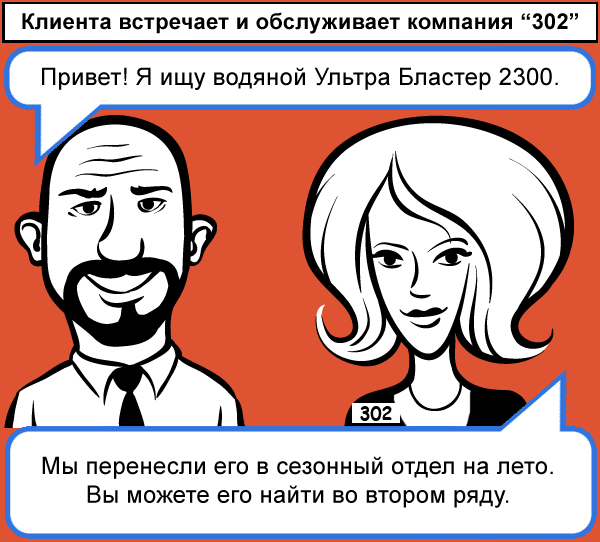 Клиента встречает и обслуживает компания “302”
Привет! Я ищу водяной Ультра Бластер 2300.
302
Мы перенесли его в сезонный отдел на лето.
Вы можете его найти во втором ряду.